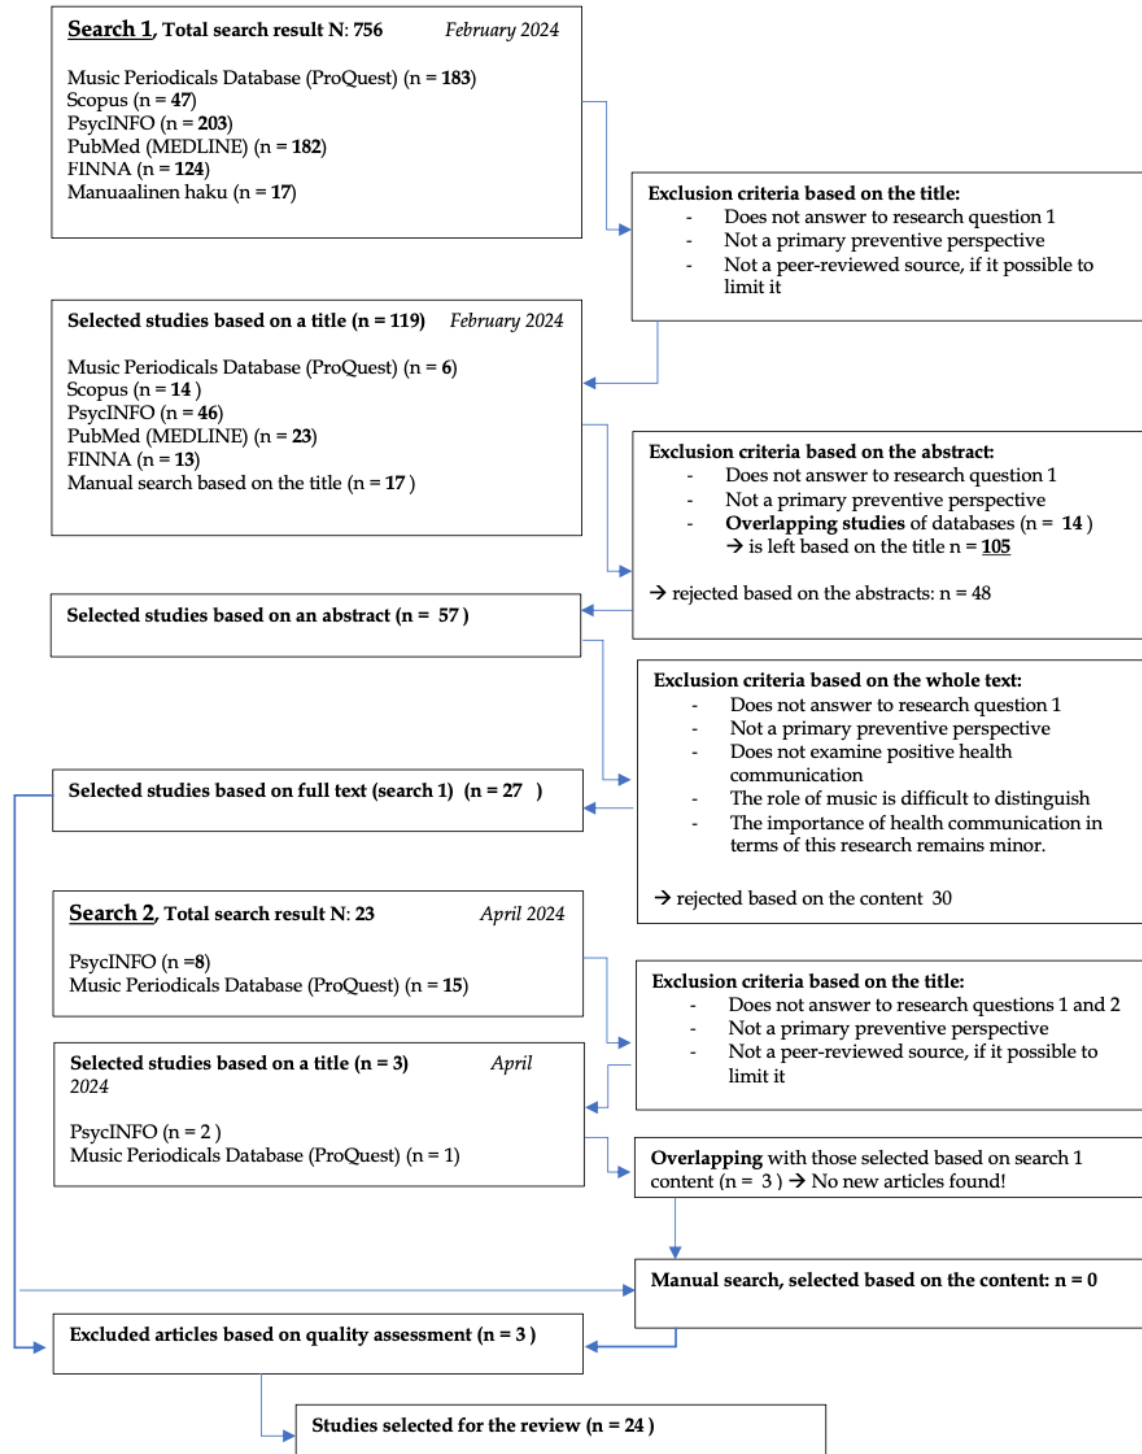 Search 1, Total search result N: 756 February 2024
Music Periodicals Database (ProQuest) (n = 183)
Scopus (n = 47)
PsycINFO (n = 203)
PubMed (MEDLINE) (n = 182)
FINNA (n = 124)
Manuaalinen haku (n = 17)
Exclusion criteria based on the title:
- Does not answer to research question 1
- Not a primary preventive perspective
- Not a peer-reviewed source, if it possible to
limit it
Selected studies based on a title (n = 119) February 2024
Music Periodicals Database (ProQuest) (n = 6)
Scopus (n = 14 )
PsycINFO (n = 46)
PubMed (MEDLINE) (n = 23)
FINNA (n = 13)
Manual search based on the title (n = 17 )
Exclusion criteria based on the abstract:
- Does not answer to research question 1
- Not a primary preventive perspective
- Overlapping studies of databases (n = 14 )
→ is left based on the title n = 105
→ rejected based on the abstracts: n = 48
Selected studies based on an abstract (n = 57 )
Exclusion criteria based on the whole text:
- Does not answer to research question 1
- Not a primary preventive perspective
- Does not examine positive health
communication
- The role of music is difficult to distinguish
- The importance of health communication in
terms of this research remains minor.
→ rejected based on the content 30
Selected studies based on full text (search 1) (n = 27 )
Search 2, Total search result N: 23 April 2024
PsycINFO (n =8)
Music Periodicals Database (ProQuest) (n = 15)
Exclusion criteria based on the title:
- Does not answer to research questions 1 and 2
- Not a primary preventive perspective
- Not a peer-reviewed source, if it possible to
limit it
Selected studies based on a title (n = 3) April
2024
PsycINFO (n = 2 )
Music Periodicals Database (ProQuest) (n = 1)
Overlapping with those selected based on search 1
content (n = 3 ) → No new articles found!
Manual search, selected based on the content: n = 0
Excluded articles based on quality assessment (n = 3 )
Studies selected for the review (n = 24 )